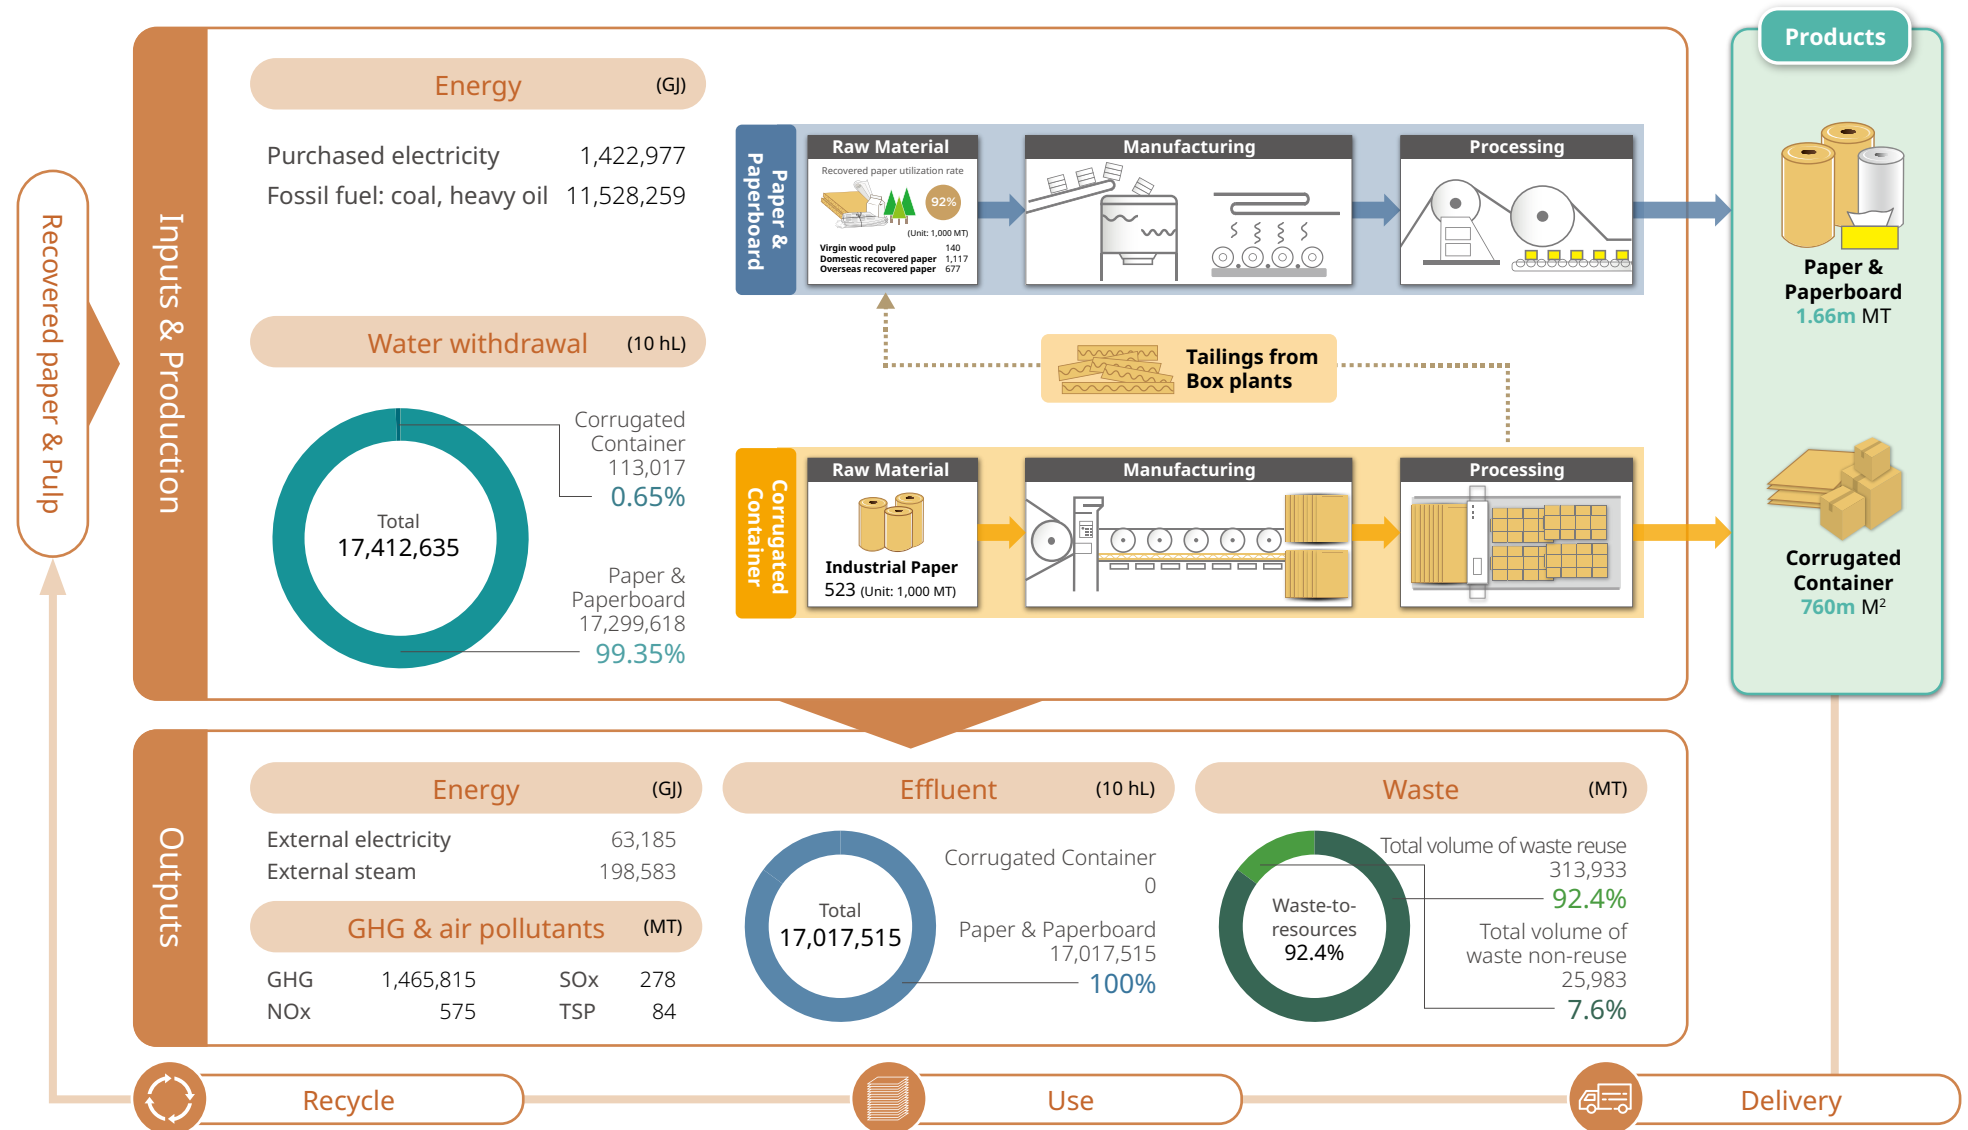 Recovered paper & Pulp
Inputs & Production
Energy (GJ)
Purchased electricity 1,422,977
Fossil fuel: coal, heavy oil 11,528,259
Water withdrawal (10 hL)
Corrugated
Container
113,017
0.65%
Total
17,412,635
Paper &
Paperboard
17,299,618
99.35%
Paper &
Paperboard
Raw Material
Recovered paper utilization rate
92%
(Unit: 1,000 MT)
Virgin wood pulp 140
Domestic recovered paper 1,117
Overseas recovered paper 677
Manufacturing
Processing
Tailings from
Box plants
Corrugated
Container
Raw Material
Industrial Paper
523 (Unit: 1,000 MT)
Manufacturing
Processing
Products
Paper &
Paperboard
1.66m MT
Corrugated
Container
760m M²
Outputs
Energy (GJ)
External electricity 63,185
External steam 198,583
GHG & air pollutants (MT)
GHG 1,465,815 SOx 278
NOx 575 TSP 84
Effluent (10 hL)
Total
17,017,515
Corrugated Container
0
Paper & Paperboard
17,017,515
100%
Waste (MT)
Waste-to-
resources
92.4%
Total volume of waste reuse
313,933
92.4%
Total volume of
waste non-reuse
25,983
7.6%
Recycle
Use
Delivery